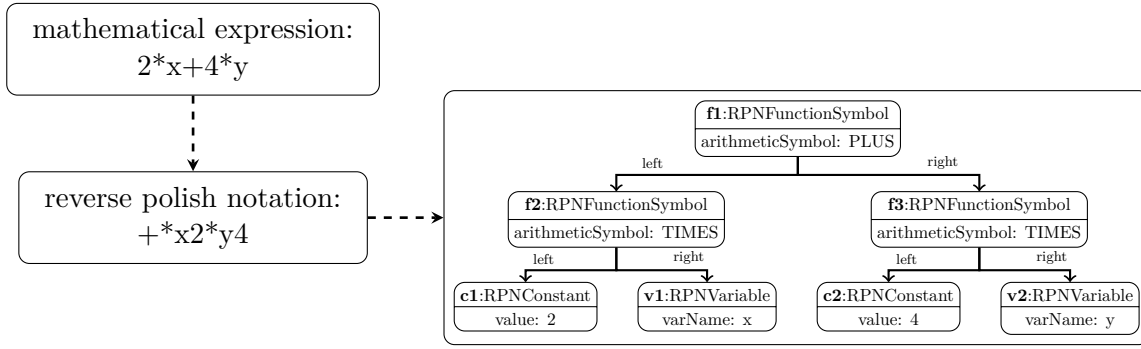 mathematical expression:
2*x+4*y
reverse polish notation:
+*x2*y4
f1:RPNFunctionSymbol
arithmeticSymbol: PLUS
left
right
f2:RPNFunctionSymbol
arithmeticSymbol: TIMES
f3:RPNFunctionSymbol
arithmeticSymbol: TIMES
left
right
left
right
c1:RPNConstant
value: 2
v1:RPNVariable
varName: x
c2:RPNConstant
value: 4
v2:RPNVariable
varName: y